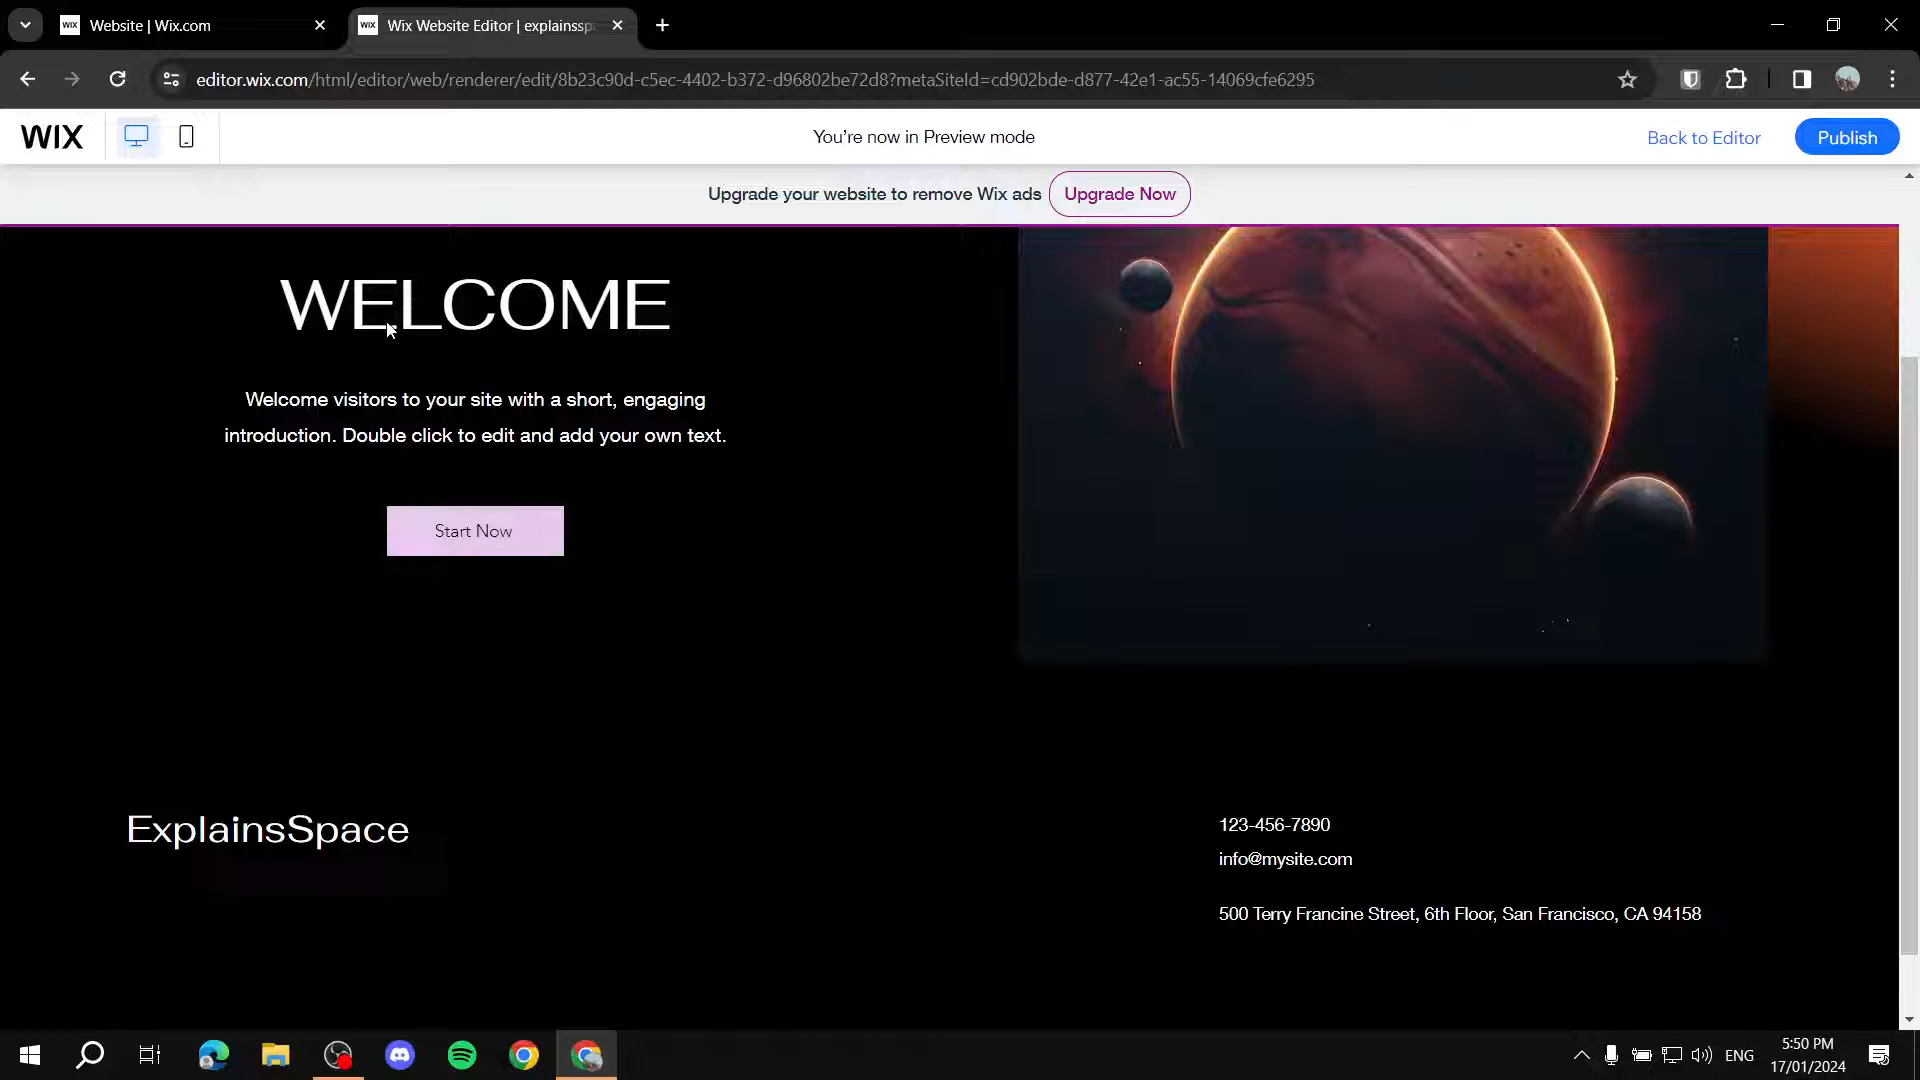 WIX Website | Wix.com
WIX Wix Website Editor | explainssp
editor.wix.com/html/editor/web/renderer/edit/8b23c90d-c5ec-4402-b372-d96802be72d8?metaSiteId=cd902bde-d877-42e1-ac55-14069cfe6295
WIX
You're now in Preview mode
Back to Editor
Publish
Upgrade your website to remove Wix ads
Upgrade Now
WELCOME
Welcome visitors to your site with a short, engaging
introduction. Double click to edit and add your own text.
Start Now
ExplainsSpace
123-456-7890
info@mysite.com
500 Terry Francine Street, 6th Floor, San Francisco, CA 94158
ENG
5:50 PM
17/01/2024